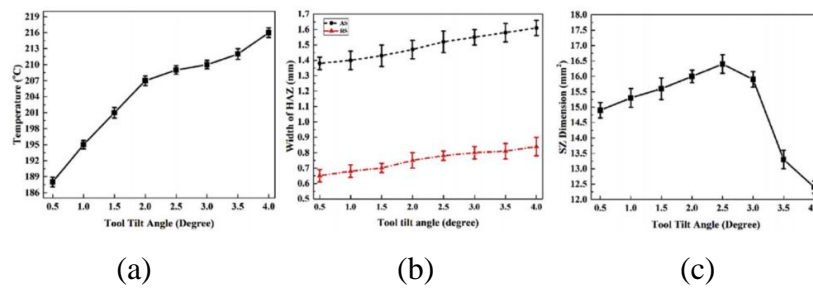 219
216
213
210
207
204
201
198
195
192
189
186
Temperature (°C)
0.5 1.0 1.5 2.0 2.5 3.0 3.5 4.0
Tool Tilt Angle (Degree)
(a)
1.7
1.6
1.5
1.4
1.3
1.2
1.1
1.0
0.9
0.8
0.7
0.6
0.5
Width of HAZ (mm)
AS
RS
0.5 1.0 1.5 2.0 2.5 3.0 3.5 4.0
Tool tilt angle (degree)
(b)
18.0
17.5
17.0
16.5
16.0
15.5
15.0
14.5
14.0
13.5
13.0
12.5
12.0
SZ Dimension (mm²)
0.5 1.0 1.5 2.0 2.5 3.0 3.5
Tool Tilt Angle (Degree)
(c)